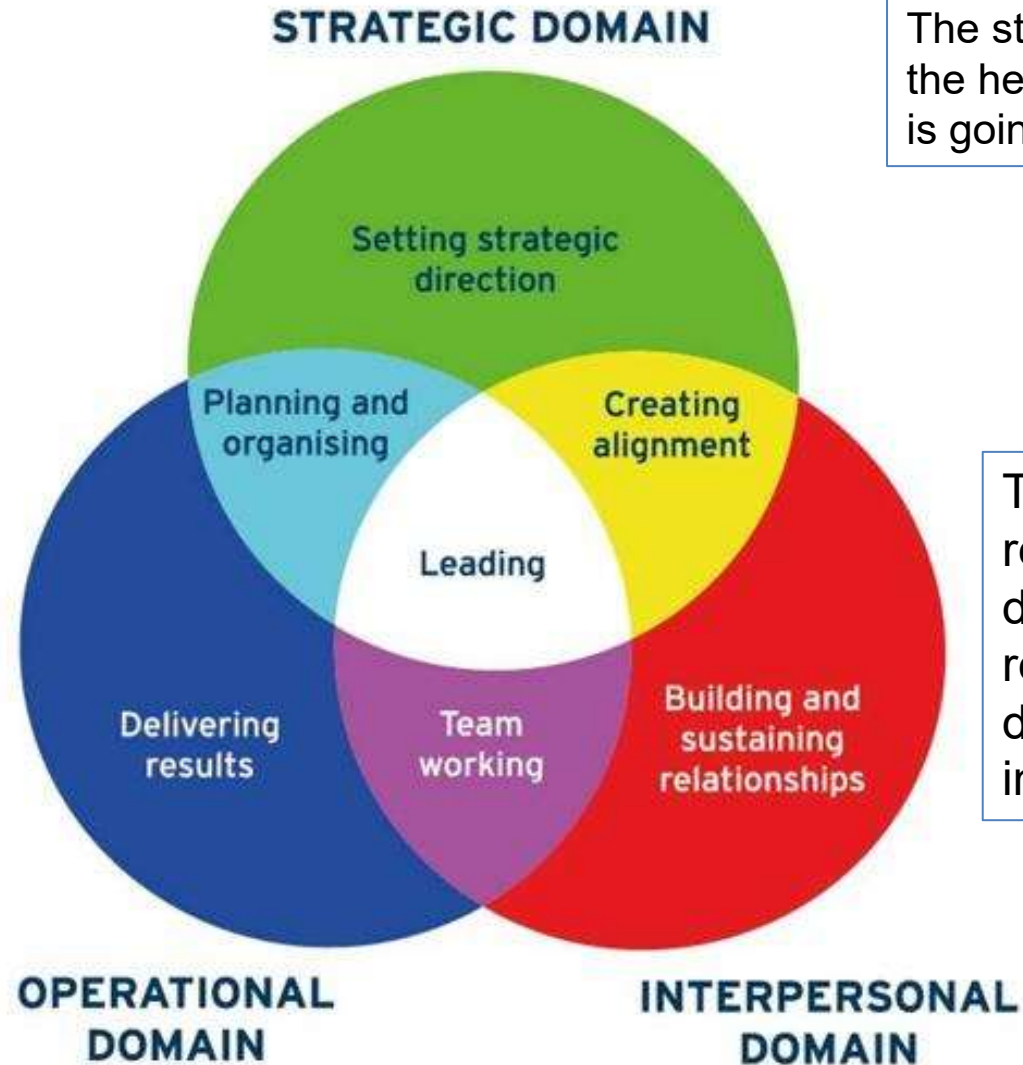 STRATEGIC DOMAIN
The st
the he
is goin
Setting strategic
direction
Planning and
organising
Creating
alignment
Leading
Delivering
results
Team
working
Building and
sustaining
relationships
T
re
d
re
d
in
OPERATIONAL
DOMAIN
INTERPERSONAL
DOMAIN